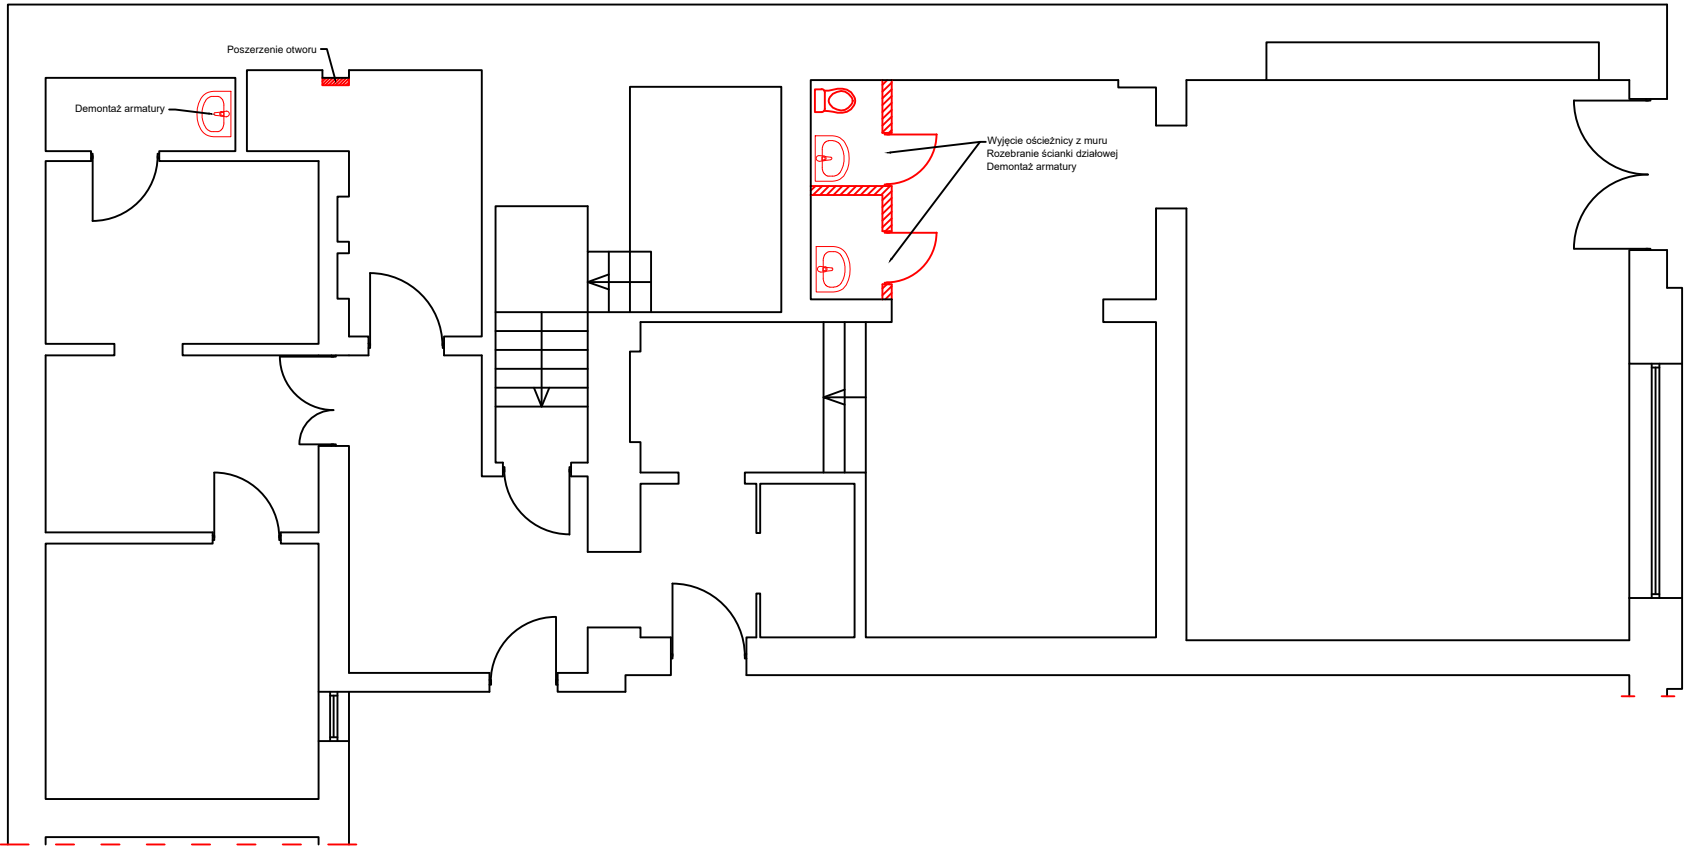 Poszerzenie otworu
Demontaż armatury
Wyjęcie ościeżnicy z muru
Rozebranie ścianki działowej
Demontaż armatury